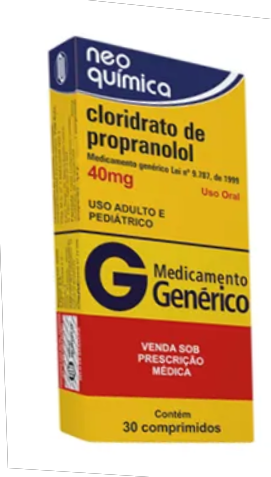 neo
química
cloridrato de
propranolol
Medicamento genérico Lei nº 9.787, de 1999
40mg
Uso Oral
USO ADULTO E
PEDIÁTRICO
G Medicamento
Genérico
VENDA SOB
PRESCRIÇÃO
MÉDICA
Contém
30 comprimidos